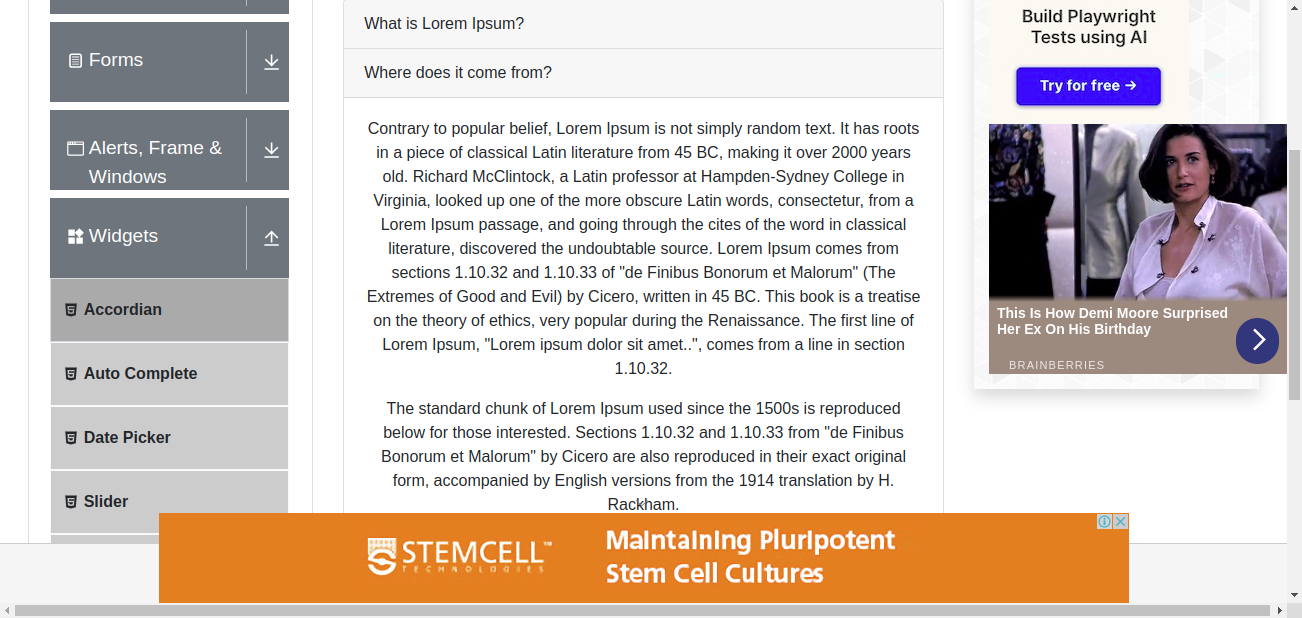 Forms
Alerts, Frame &
Windows
Widgets
Accordian
Auto Complete
Date Picker
Slider
What is Lorem Ipsum?
Where does it come from?
Contrary to popular belief, Lorem Ipsum is not simply random text. It has roots
in a piece of classical Latin literature from 45 BC, making it over 2000 years
old. Richard McClintock, a Latin professor at Hampden-Sydney College in
Virginia, looked up one of the more obscure Latin words, consectetur, from a
Lorem Ipsum passage, and going through the cites of the word in classical
literature, discovered the undoubtable source. Lorem Ipsum comes from
sections 1.10.32 and 1.10.33 of "de Finibus Bonorum et Malorum" (The
Extremes of Good and Evil) by Cicero, written in 45 BC. This book is a treatise
on the theory of ethics, very popular during the Renaissance. The first line of
Lorem Ipsum, "Lorem ipsum dolor sit amet..", comes from a line in section
1.10.32.
The standard chunk of Lorem Ipsum used since the 1500s is reproduced
below for those interested. Sections 1.10.32 and 1.10.33 from "de Finibus
Bonorum et Malorum" by Cicero are also reproduced in their exact original
form, accompanied by English versions from the 1914 translation by H.
Rackham.
Build Playwright
Tests using AI
Try for free →
This Is How Demi Moore Surprised
Her Ex On His Birthday
BRAINBERRIES
STEMCELL™
TECHNOLOGIES
Maintaining Pluripotent
Stem Cell Cultures